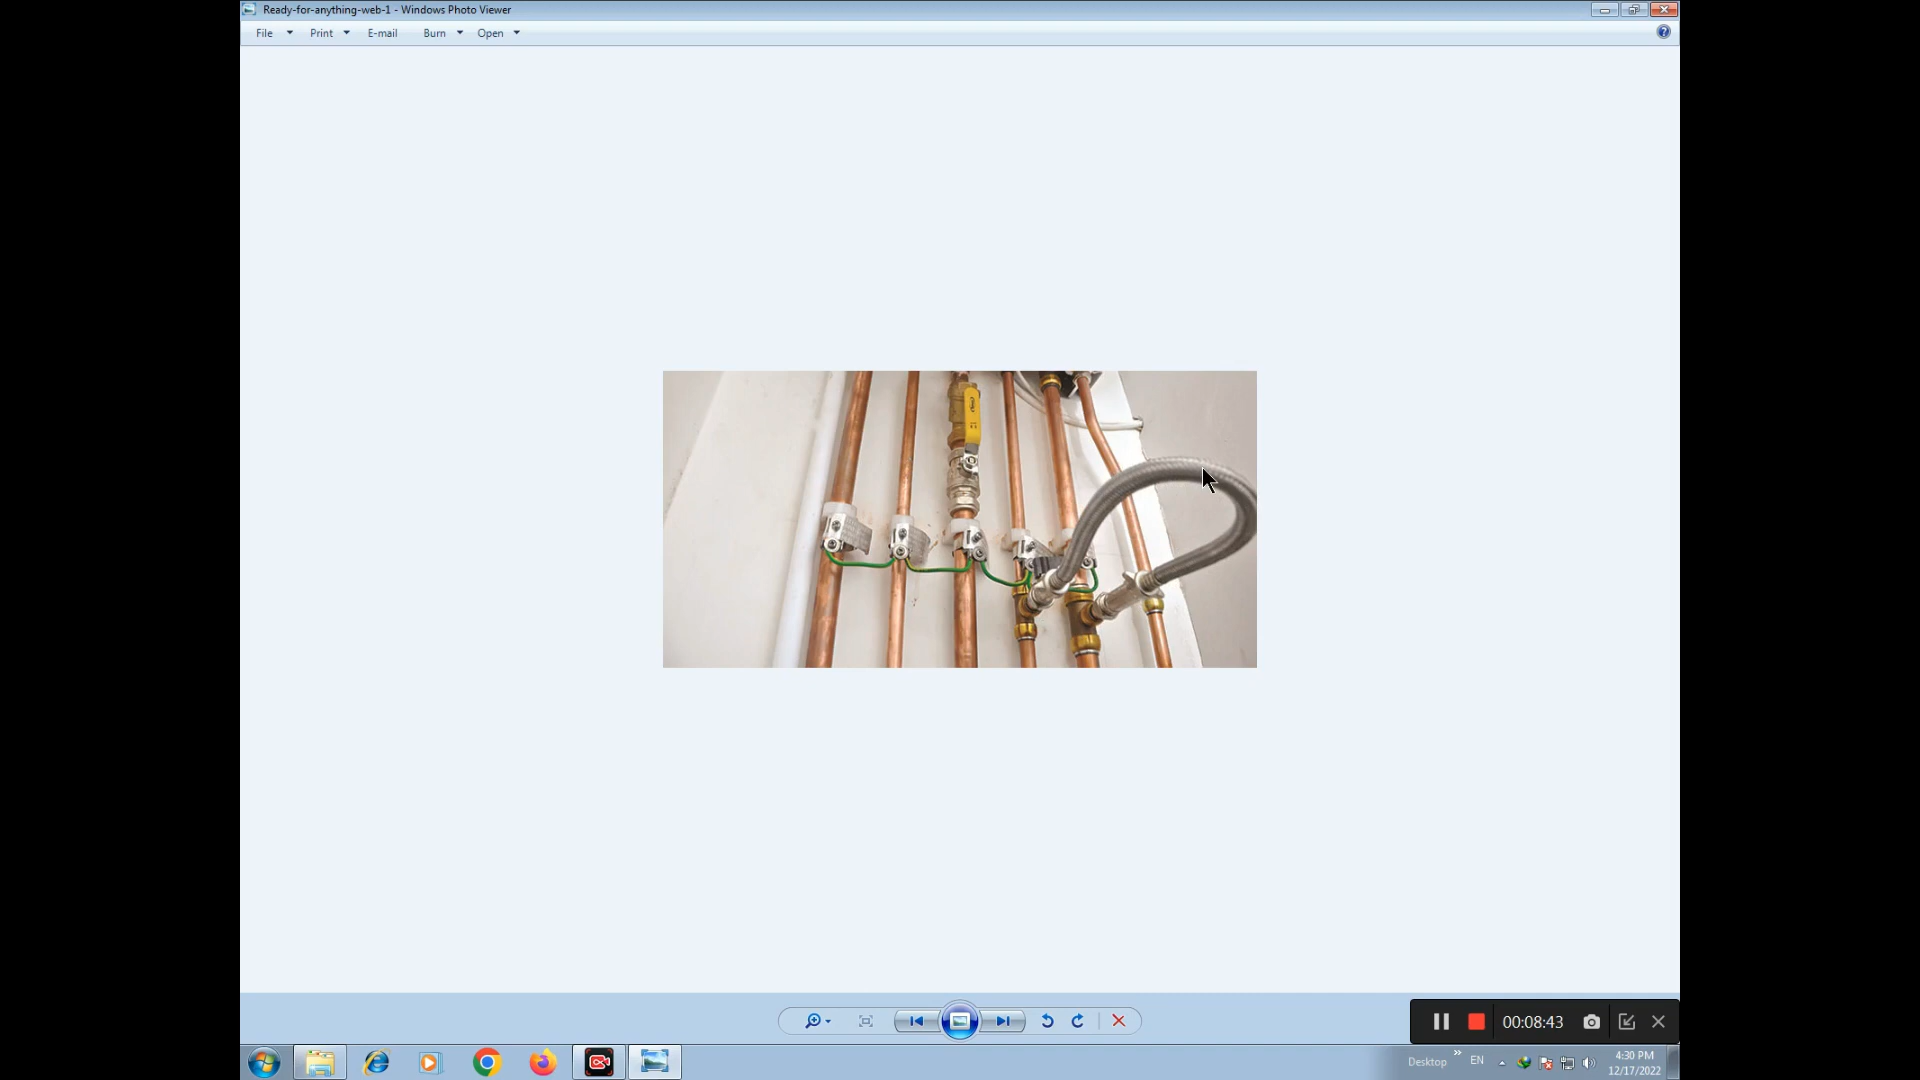 Ready-for-anything-web-1 - Windows Photo Viewer
File Print E-mail Burn Open
00:08:43
Desktop EN 4:30 PM
12/17/2022